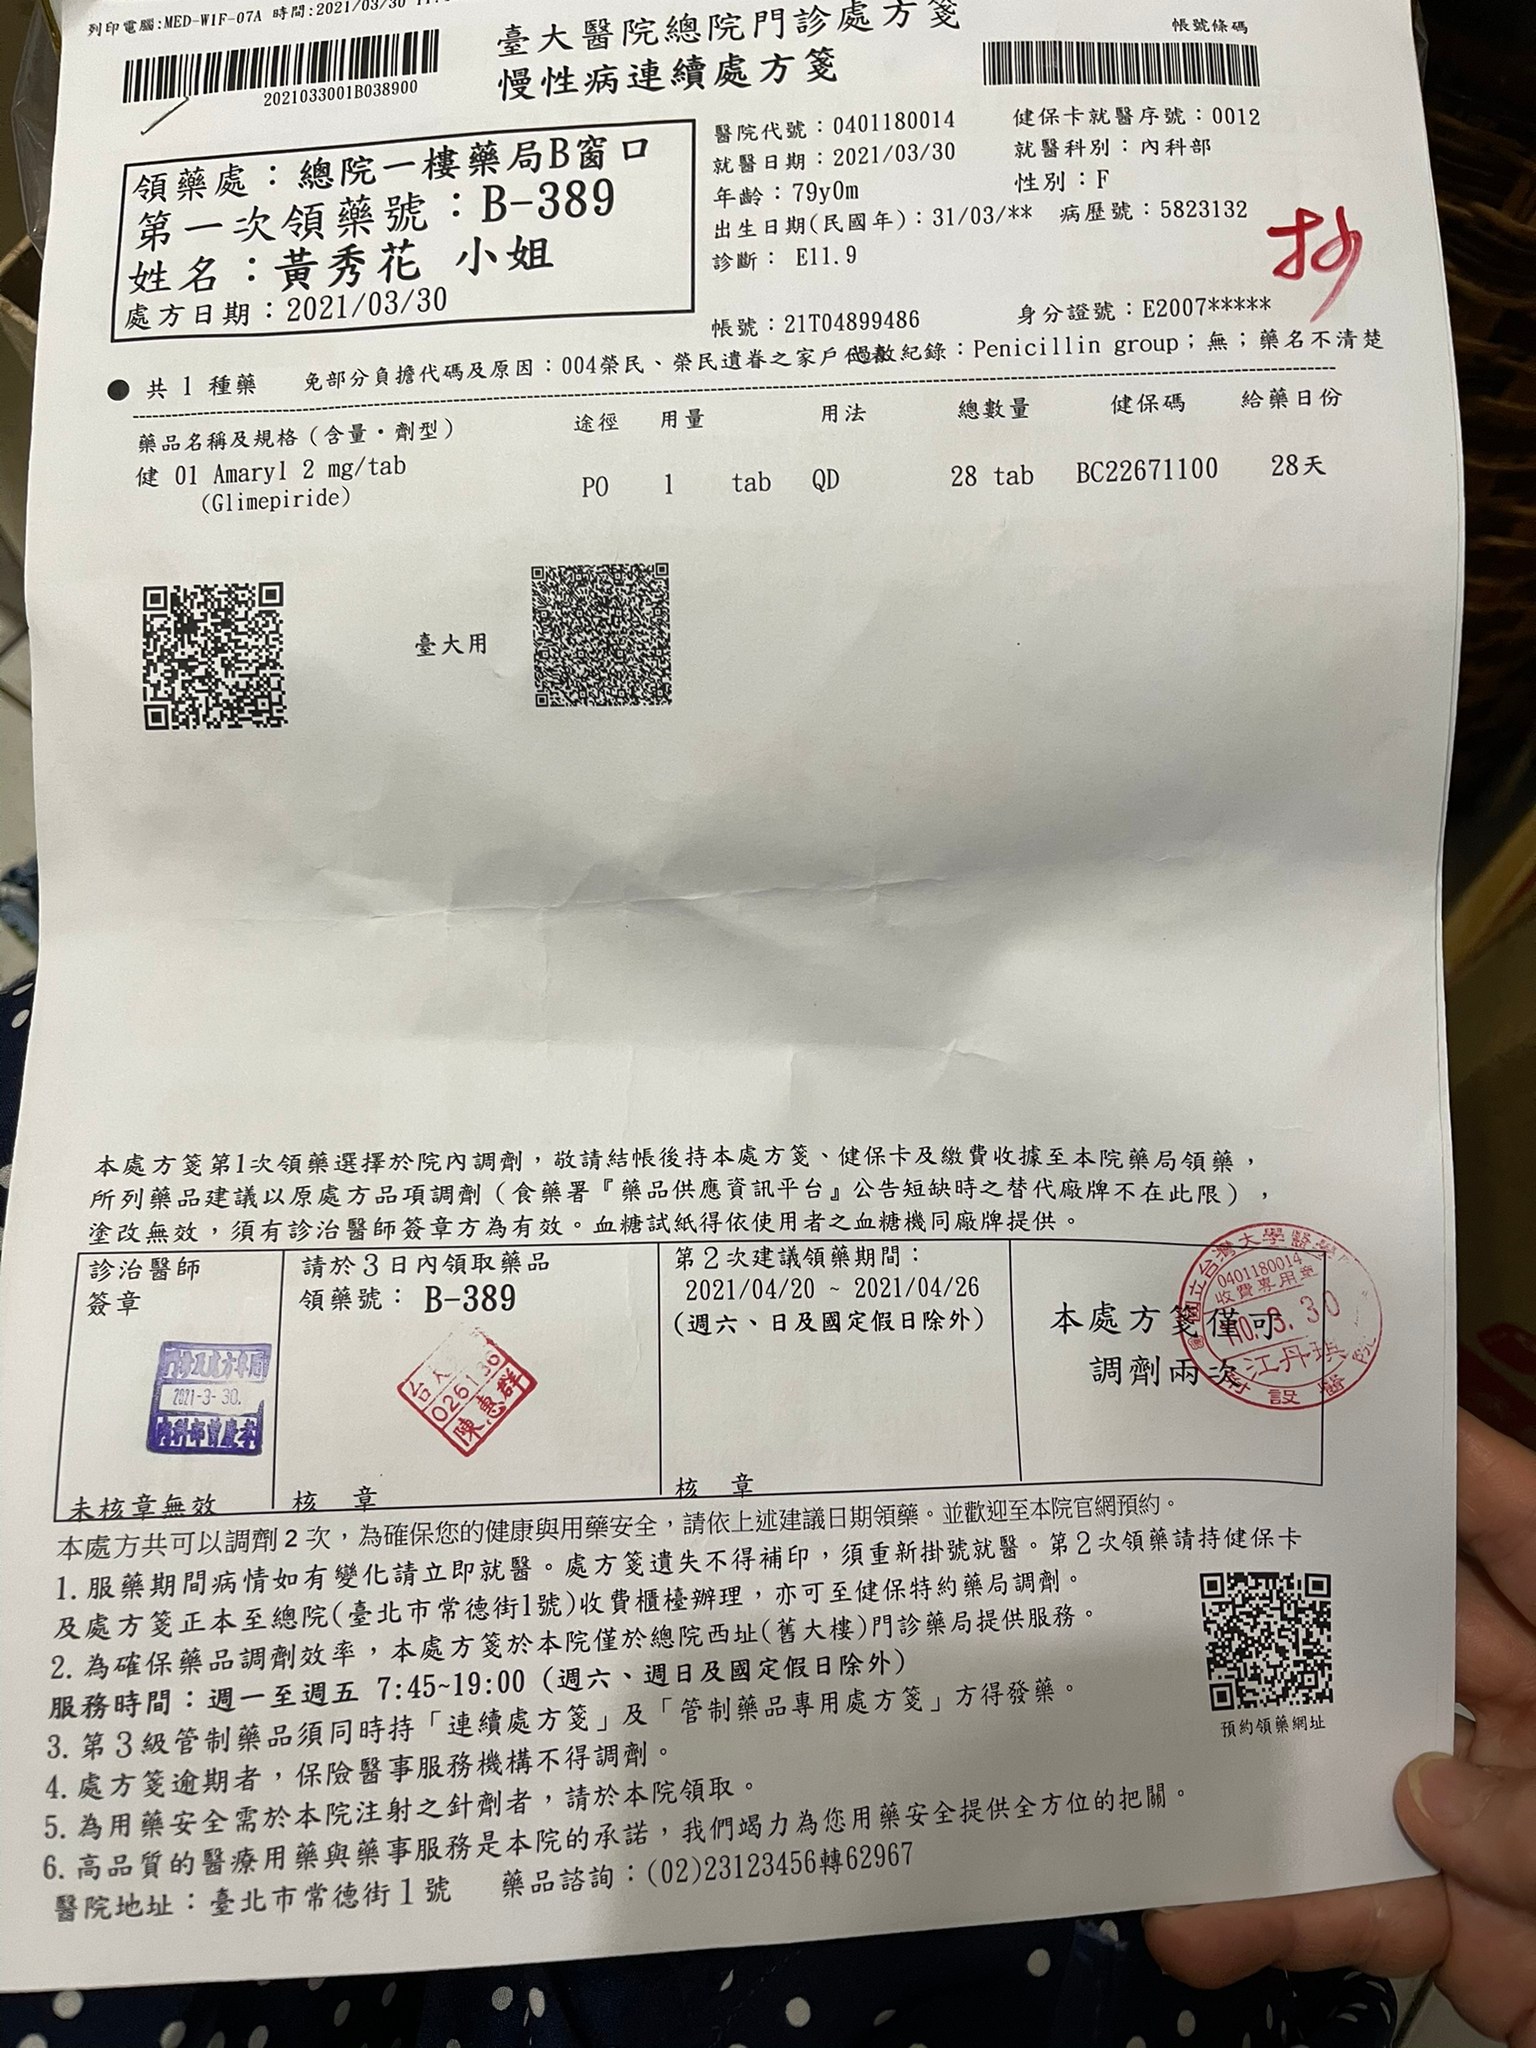 列印電腦:MED-W1F-07A 時間:2021/03/30
臺大醫院總院門診處方箋
慢性病連續處方箋
帳號條碼
2021033001B038900
領藥處：總院一樓藥局B窗口
第一次領藥號：B-389
姓名：黃秀花 小姐
處方日期：2021/03/30
醫院代號：0401180014 健保卡就醫序號：0012
就醫日期：2021/03/30 就醫科別：內科部
年齡：79y0m 性別：F
出生日期(民國年)：31/03/** 病歷號：5823132
診斷： E11.9
抄
帳號：21T04899486 身分證號：E2007*****
● 共 1 種藥 免部分負擔代碼及原因：004榮民、榮民遺眷之家戶代 紀錄：Penicillin group；無；藥名不清楚
藥品名稱及規格（含量・劑型） 途徑 用量 用法 總數量 健保碼 給藥日份
健 01 Amaryl 2 mg/tab PO 1 tab QD 28 tab BC22671100 28天
(Glimepiride)
臺大用
本處方箋第1次領藥選擇於院內調劑，敬請結帳後持本處方箋、健保卡及繳費收據至本院藥局領藥，
所列藥品建議以原處方品項調劑（食藥署『藥品供應資訊平台』公告短缺時之替代廠牌不在此限），
塗改無效，須有診治醫師簽章方為有效。血糖試紙得依使用者之血糖機同廠牌提供。
診治醫師
簽章
2021-3-30.
未核章無效
請於3日內領取藥品
領藥號： B-389
陳惠群
核 章
第2次建議領藥期間：
2021/04/20 ~ 2021/04/26
(週六、日及國定假日除外)
核 章
本處方箋僅可
調劑兩次
0401180014
收費專用章
110.3.30
江丹琪
附設醫院
本處方共可以調劑2次，為確保您的健康與用藥安全，請依上述建議日期領藥。並歡迎至本院官網預約。
1. 服藥期間病情如有變化請立即就醫。處方箋遺失不得補印，須重新掛號就醫。第2次領藥請持健保卡
及處方箋正本至總院(臺北市常德街1號)收費櫃檯辦理，亦可至健保特約藥局調劑。
2. 為確保藥品調劑效率，本處方箋於本院僅於總院西址(舊大樓)門診藥局提供服務。
服務時間：週一至週五 7:45~19:00 (週六、週日及國定假日除外)
3. 第3級管制藥品須同時持「連續處方箋」及「管制藥品專用處方箋」方得發藥。
4. 處方箋逾期者，保險醫事服務機構不得調劑。
5. 為用藥安全需於本院注射之針劑者，請於本院領取。
6. 高品質的醫療用藥與藥事服務是本院的承諾，我們竭力為您用藥安全提供全方位的把關。
醫院地址：臺北市常德街1號 藥品諮詢：(02)23123456轉62967
預約領藥網址